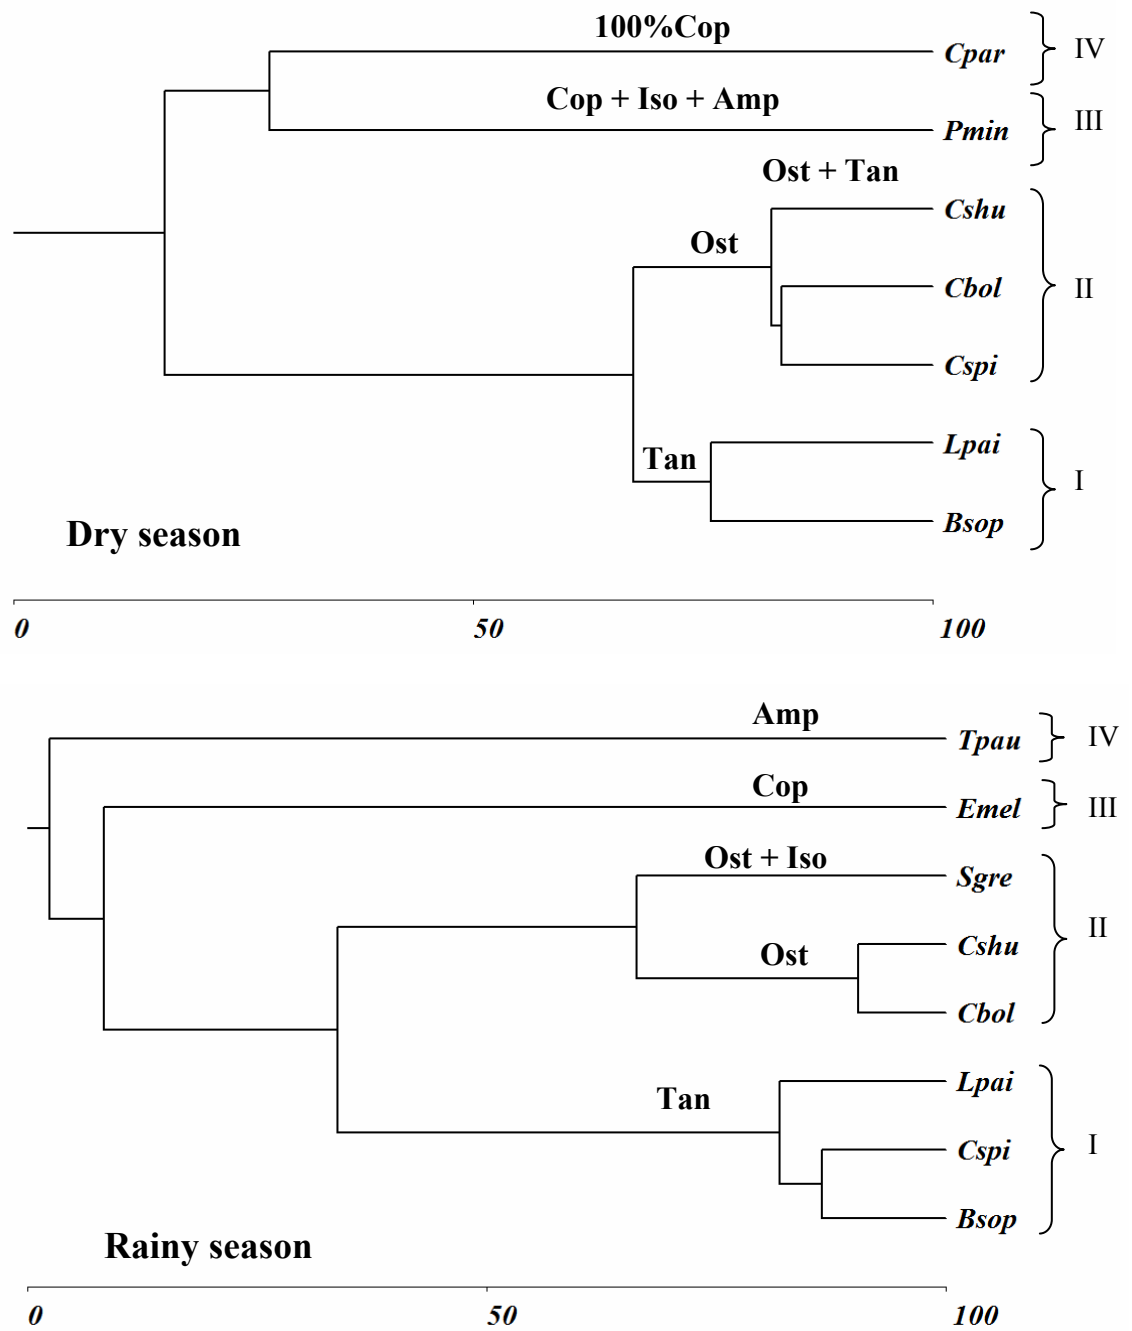 100%Cop
Cpar
IV
Cop + Iso + Amp
Pmin
III
Ost + Tan
Cshu
Ost
Cbol
II
Cspi
Lpai
Tan
I
Bsop
Dry season
0 50 100
Amp
Tpau
IV
Cop
Emel
III
Ost + Iso
Sgre
II
Cshu
Ost
Cbol
Lpai
Tan
Cspi
I
Bsop
Rainy season
0 50 100